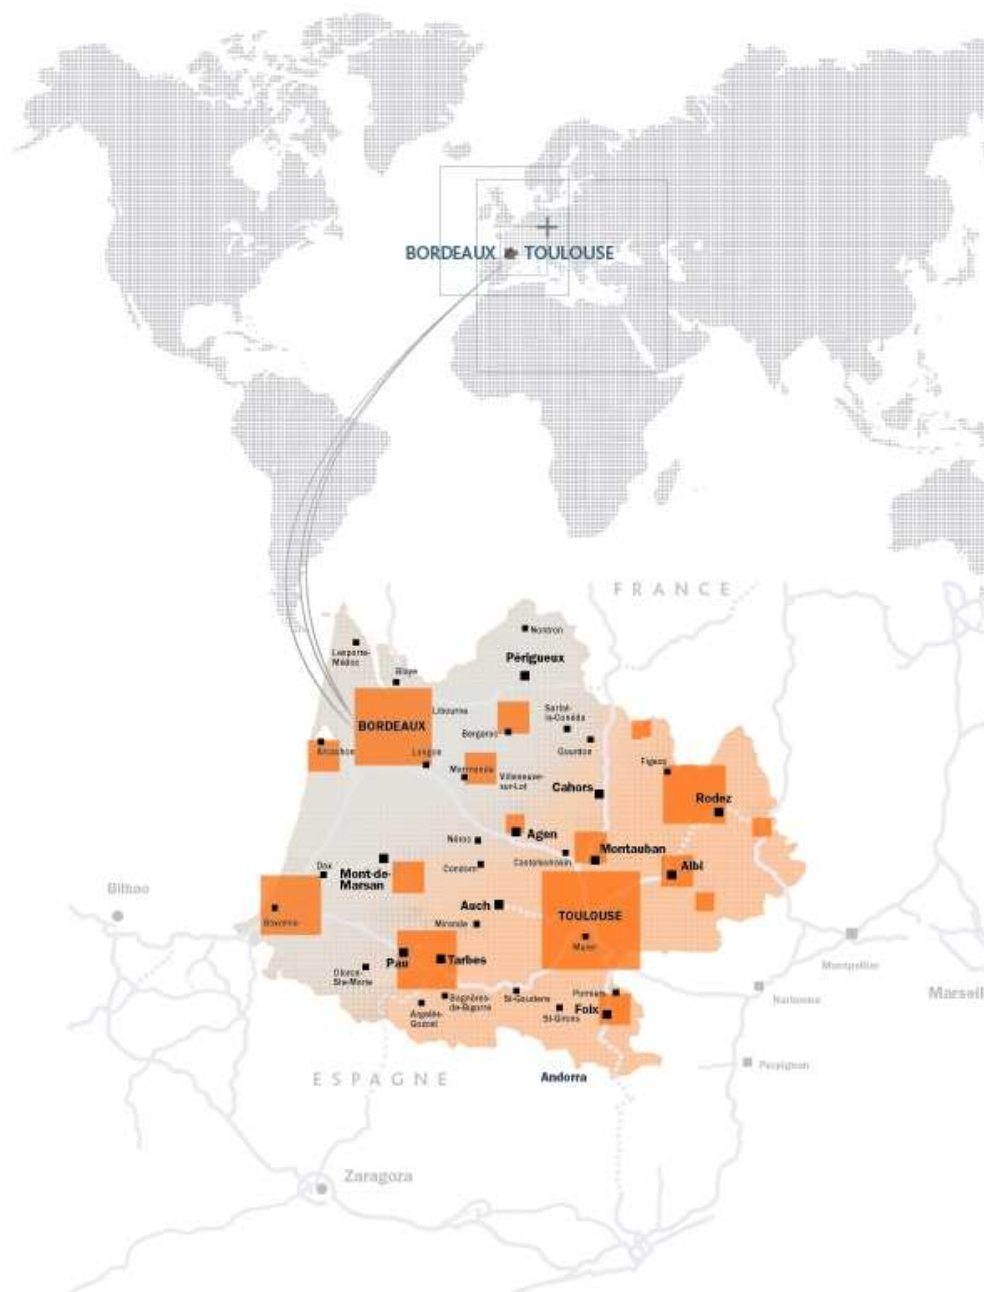 BORDEAUX TOULOUSE
FRANCE
Nontron
Lesparre-
Médoc
Périgueux
Blaye
Libourne
BORDEAUX
Sarlat-
la-Canéda
Bergerac
Gourdon
Arcachon
Langon
Marmande
Villeneuve-
sur-Lot
Figeac
Cahors
Rodez
Agen
Nérac
Montauban
Castelsarrasin
Condom
Albi
Dax
Mont-de-
Marsan
Bilbao
Auch
TOULOUSE
Bayonne
Mirande
Muret
Pau
Tarbes
Oloron-
Ste-Marie
Montpellier
Narbonne
Marseil
Bagnères-
de-Bigorre
St-Gaudens
Pamiers
Argelès-
Gazost
St-Girons
Foix
Perpignan
ESPAGNE
Andorra
Zaragoza